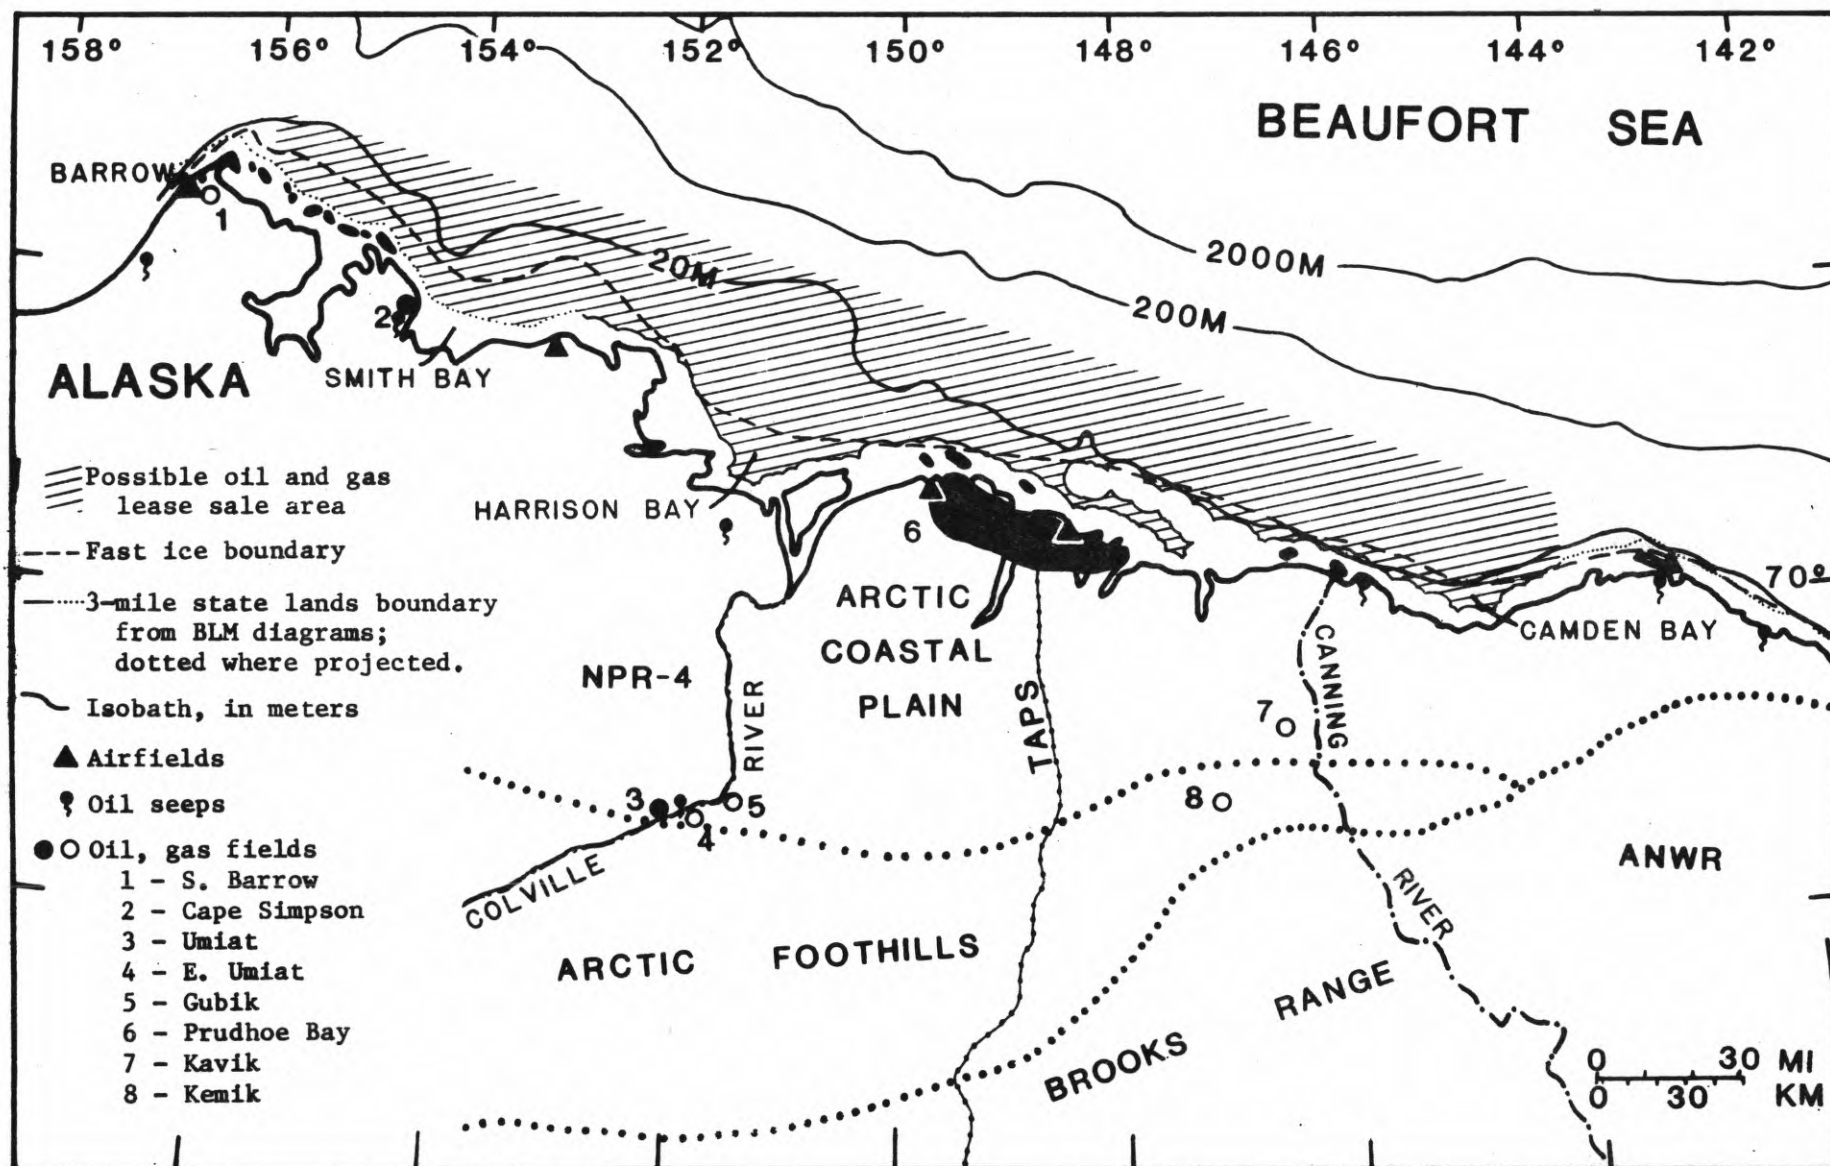 158° 156° 154° 152° 150° 148° 146° 144° 142°
BEAUFORT SEA
BARROW
1
2000M
20M
200M
2
ALASKA
SMITH BAY
Possible oil and gas
lease sale area
HARRISON BAY
6
Fast ice boundary
70°
3-mile state lands boundary
from BLM diagrams;
dotted where projected.
ARCTIC
COASTAL
PLAIN
CAMDEN BAY
CANNING
NPR-4
RIVER
TAPS
Isobath, in meters
7
Airfields
Oil seeps
3
5
4
8
Oil, gas fields
1 - S. Barrow
2 - Cape Simpson
3 - Umiat
4 - E. Umiat
5 - Gubik
6 - Prudhoe Bay
7 - Kavik
8 - Kemik
COLVILLE
ANWR
RIVER
ARCTIC FOOTHILLS
BROOKS RANGE
0 30 MI
0 30 KM